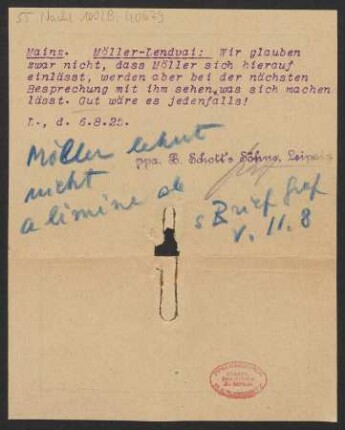 55 Nachl 100/B, 40673
Mainz. Möller-Lendvai: Wir glauben
zwar nicht, dass Möller sich hierauf
einlässt, werden aber bei der nächsten
Besprechung mit ihm sehen, was sich machen
lässt. Gut wäre es jedenfalls!
L., d. 6.8.25.
ppa. B. Schott's Söhne, Leipzig
Möller lehnt
nicht
a limine ab
s Brief
v. 11.8